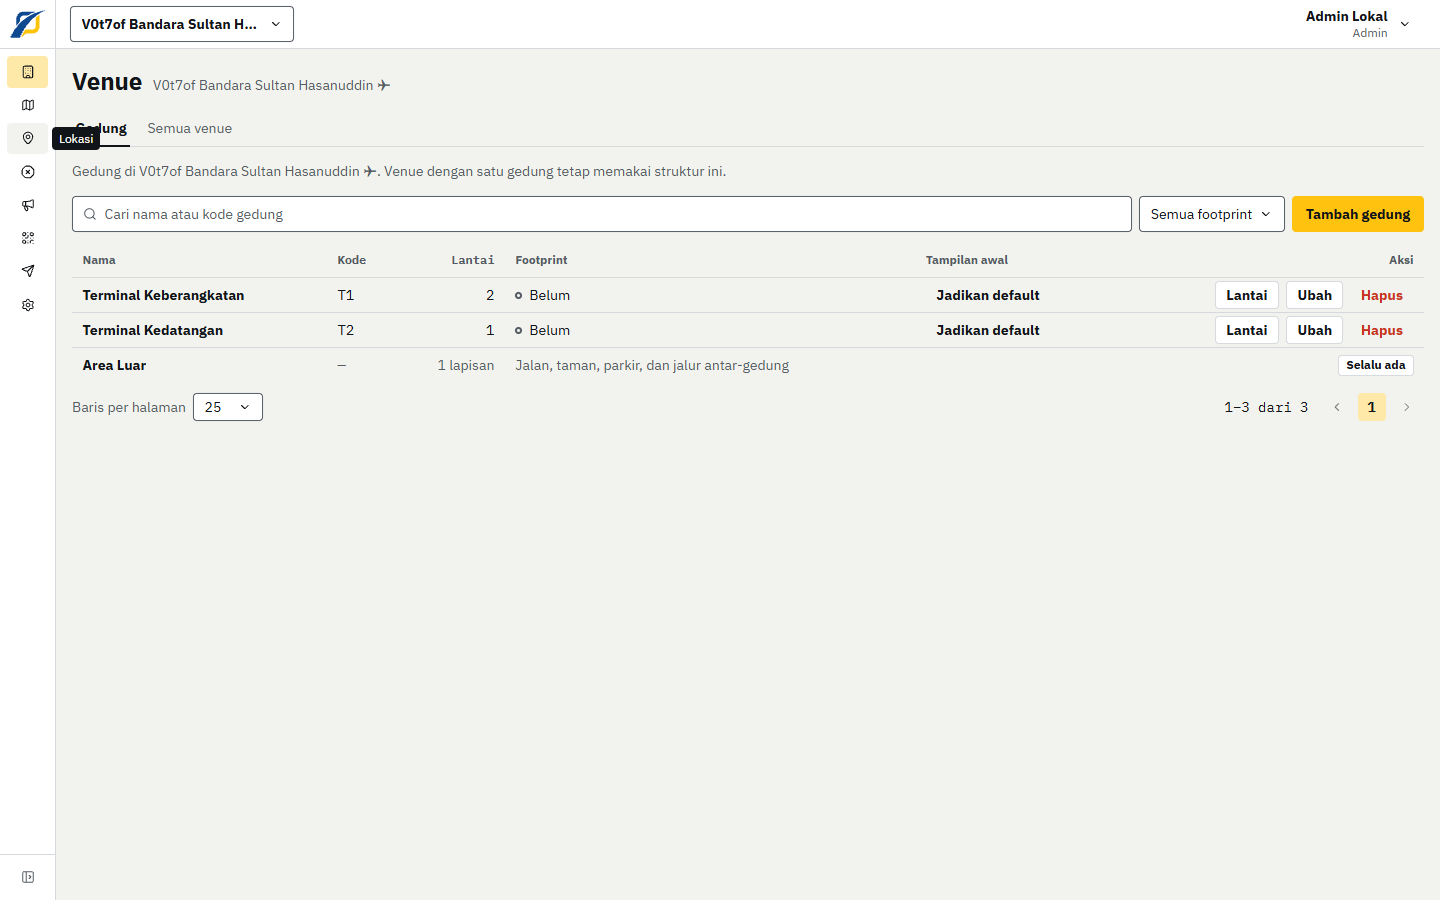 V0t7of Bandara Sultan H...
Admin Lokal
Admin
Venue V0t7of Bandara Sultan Hasanuddin ✈
Gedung Semua venue
Lokasi
Gedung di V0t7of Bandara Sultan Hasanuddin ✈. Venue dengan satu gedung tetap memakai struktur ini.
Cari nama atau kode gedung Semua footprint Tambah gedung
Nama Kode Lantai Footprint Tampilan awal Aksi
Terminal Keberangkatan T1 2 Belum Jadikan default Lantai Ubah Hapus
Terminal Kedatangan T2 1 Belum Jadikan default Lantai Ubah Hapus
Area Luar — 1 lapisan Jalan, taman, parkir, dan jalur antar-gedung Selalu ada
Baris per halaman 25 1–3 dari 3 1